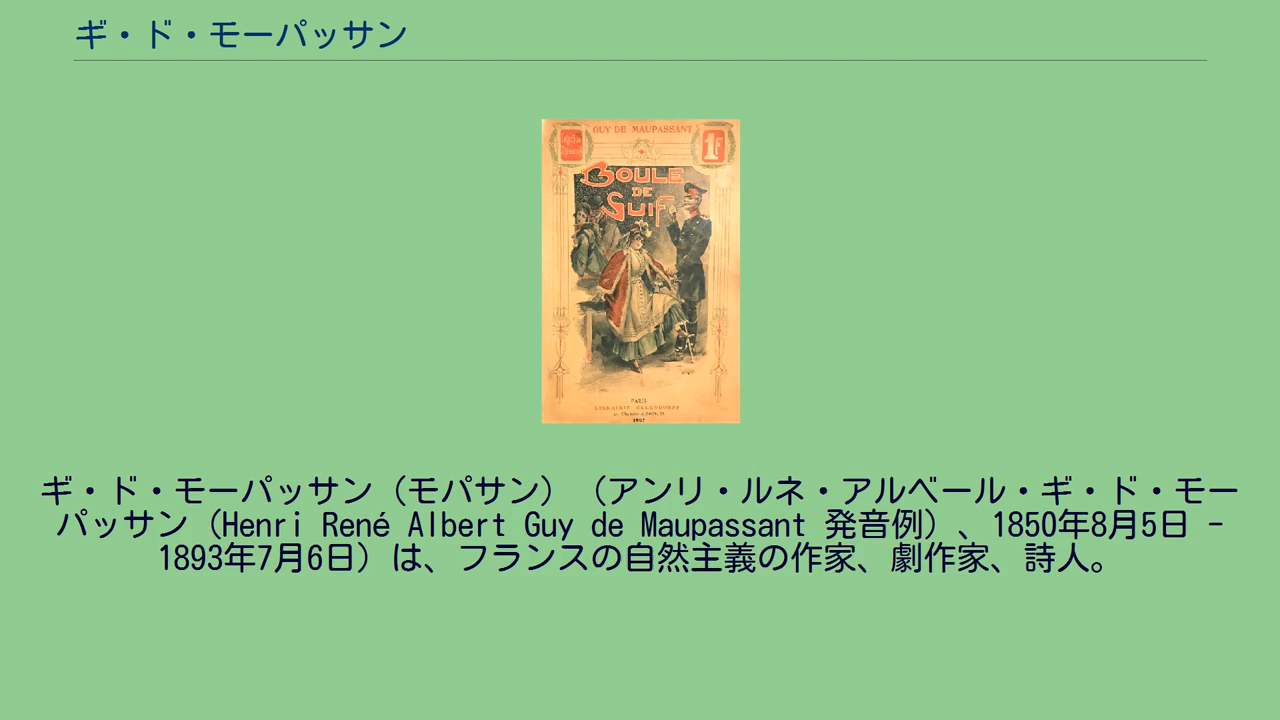 ギ・ド・モーパッサン
GUY DE MAUPASSANT
1F
BOULE
DE
SUIF
PARIS
LIBRAIRIE OLLENDORFF
1907
ギ・ド・モーパッサン（モパサン）（アンリ・ルネ・アルベール・ギ・ド・モー
パッサン（Henri René Albert Guy de Maupassant 発音例）、1850年8月5日 –
1893年7月6日）は、フランスの自然主義の作家、劇作家、詩人。